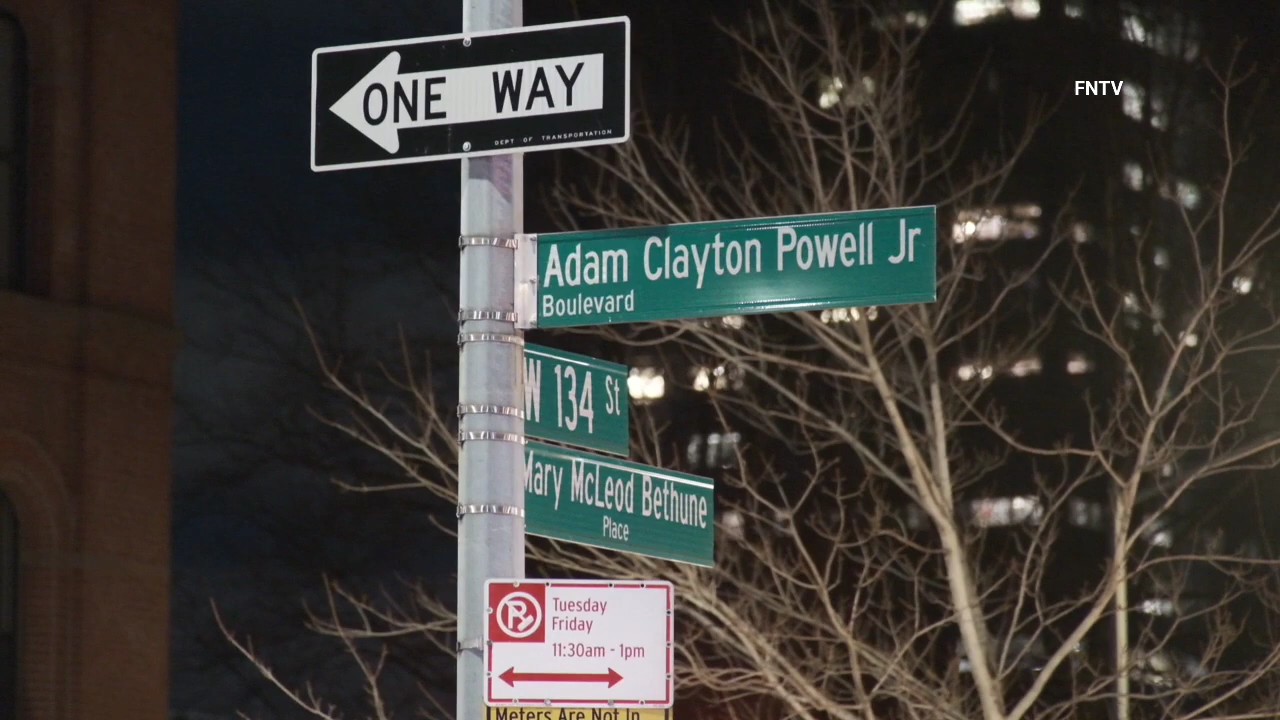 ONE WAY
DEPT OF TRANSPORTATION
FNTV
Adam Clayton Powell Jr
Boulevard
W 134 St
Mary McLeod Bethune
Place
Tuesday
Friday
11:30am - 1pm
Meters Are Not In